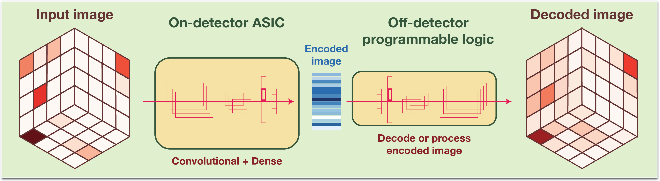 Input image
On-detector ASIC
Encoded
image
Off-detector
programmable logic
Decoded image
Convolutional + Dense
Decode or process
encoded image